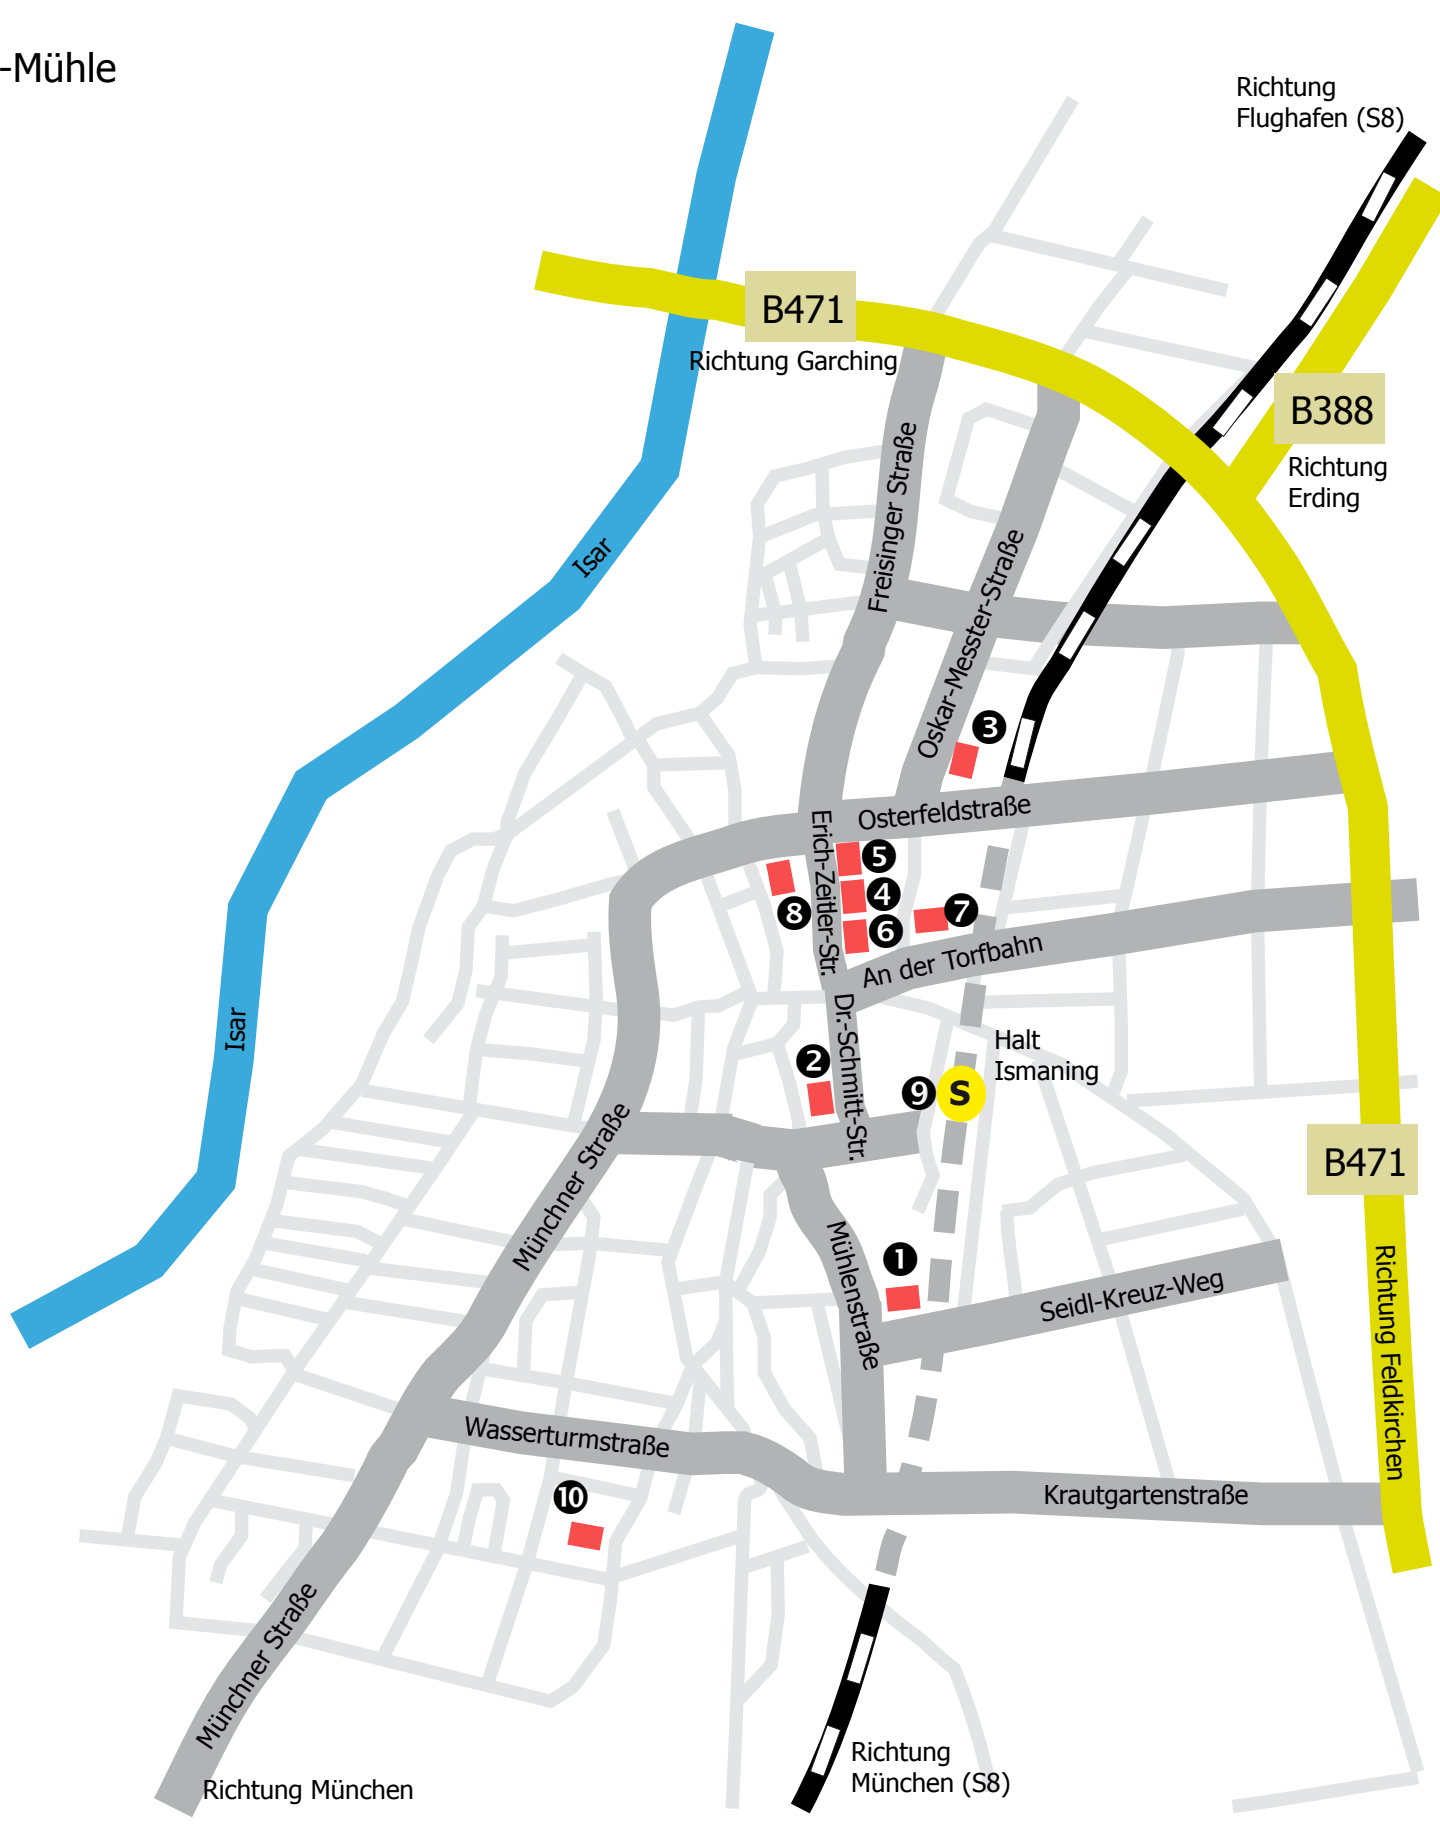 -Mühle
Richtung
Flughafen (S8)
B471
Richtung Garching
B388
Richtung
Erding
Freisinger Straße
Isar
Oskar-Messter-Straße
3
Osterfeldstraße
Erich-Zeitler-Str.
5
4
8
7
6
An der Torfbahn
Isar
Dr.-Schmitt-Str.
Halt
Ismaning
2
9
S
Münchner Straße
B471
Mühlenstraße
1
Seidl-Kreuz-Weg
Richtung Feldkirchen
Wasserturmstraße
10
Krautgartenstraße
Münchner Straße
Richtung
München (S8)
Richtung München